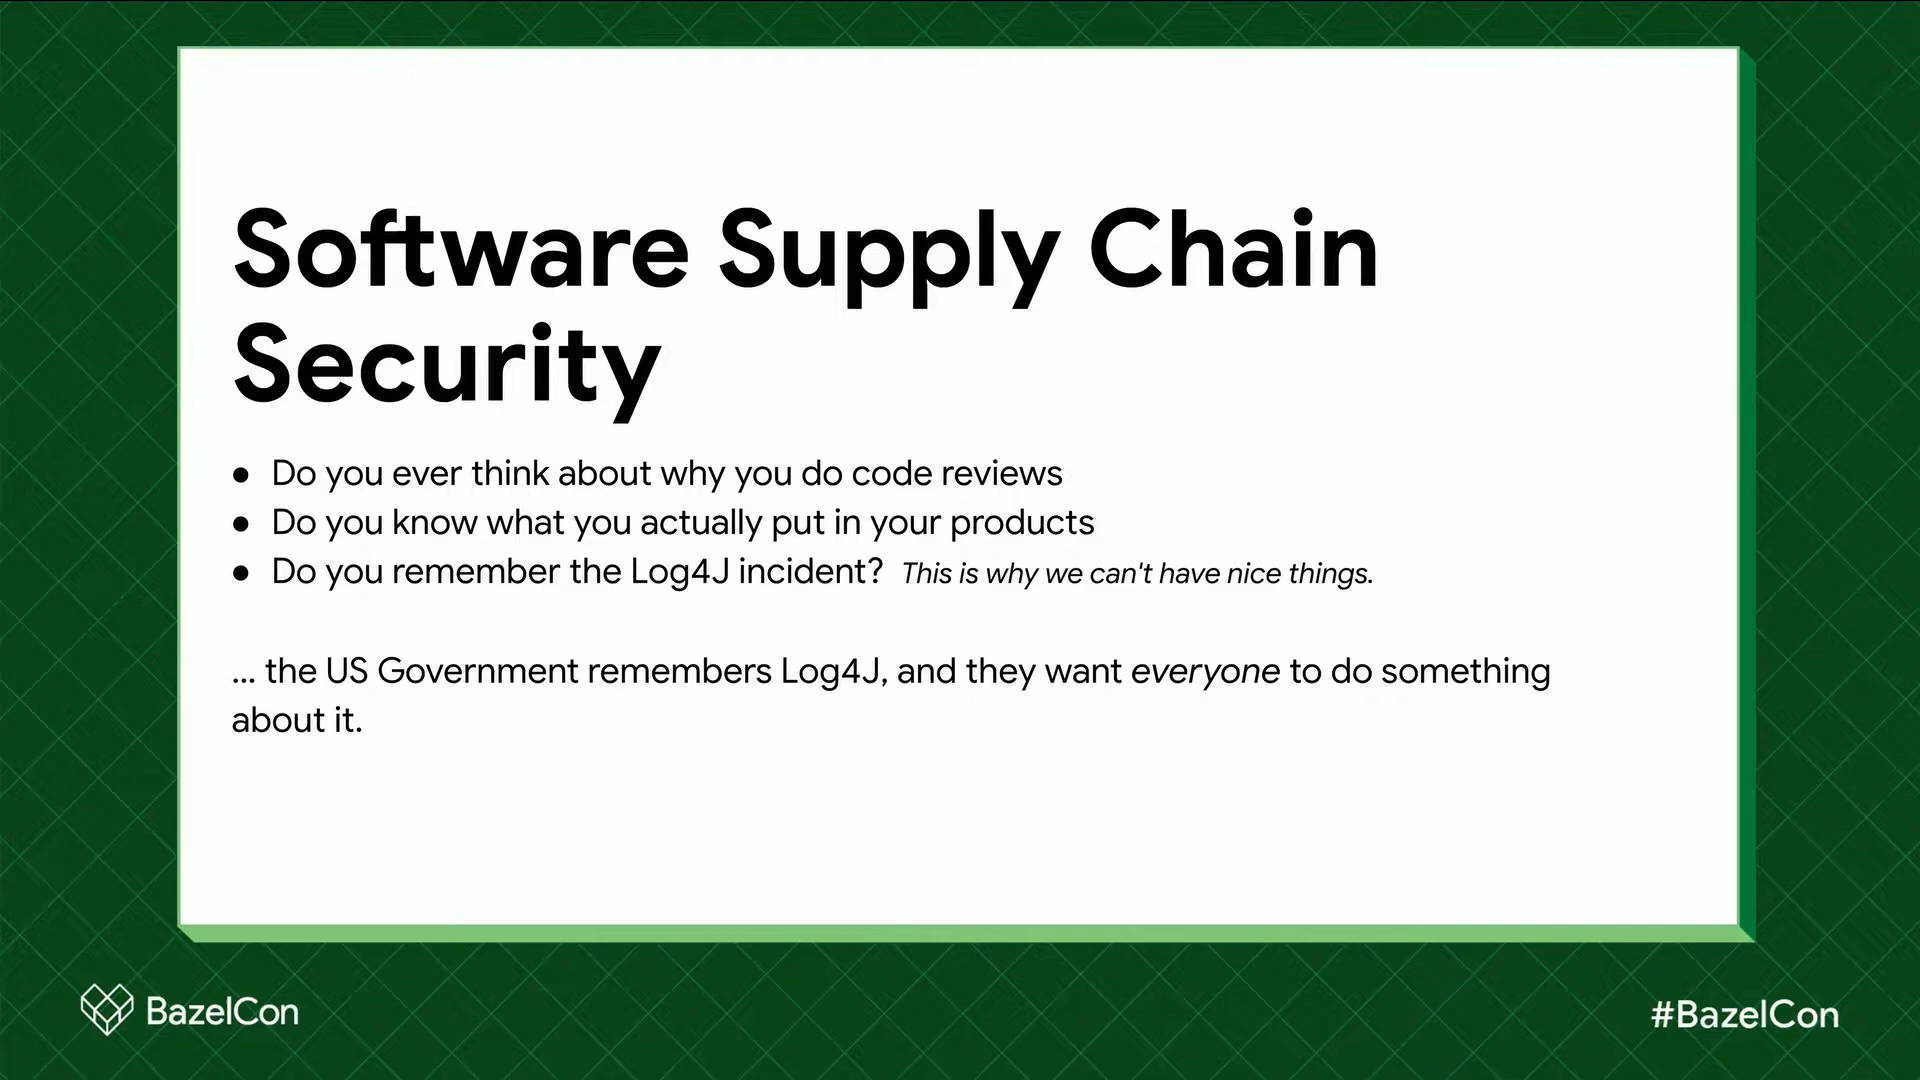 Software Supply Chain
Security
● Do you ever think about why you do code reviews
● Do you know what you actually put in your products
● Do you remember the Log4J incident? This is why we can't have nice things.
... the US Government remembers Log4J, and they want everyone to do something
about it.
BazelCon
#BazelCon